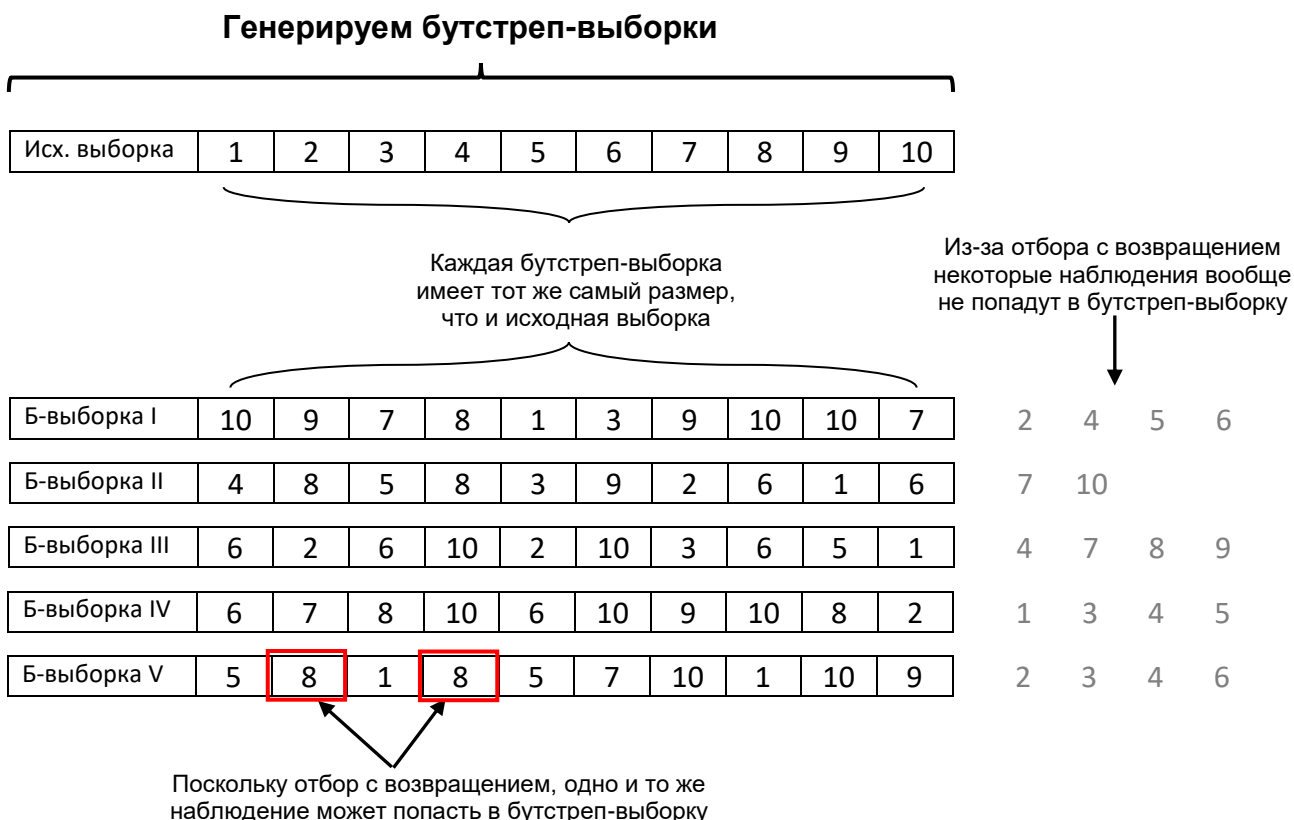 Генерируем бутстреп-выборки
Исх. выборка 1 2 3 4 5 6 7 8 9 10
Каждая бутстреп-выборка
имеет тот же самый размер,
что и исходная выборка
Из-за отбора с возвращением
некоторые наблюдения вообще
не попадут в бутстреп-выборку
Б-выборка I 10 9 7 8 1 3 9 10 10 7 2 4 5 6
Б-выборка II 4 8 5 8 3 9 2 6 1 6 7 10
Б-выборка III 6 2 6 10 2 10 3 6 5 1 4 7 8 9
Б-выборка IV 6 7 8 10 6 10 9 10 8 2 1 3 4 5
Б-выборка V 5 8 1 8 5 7 10 1 10 9 2 3 4 6
Поскольку отбор с возвращением, одно и то же
наблюдение может попасть в бутстреп-выборку